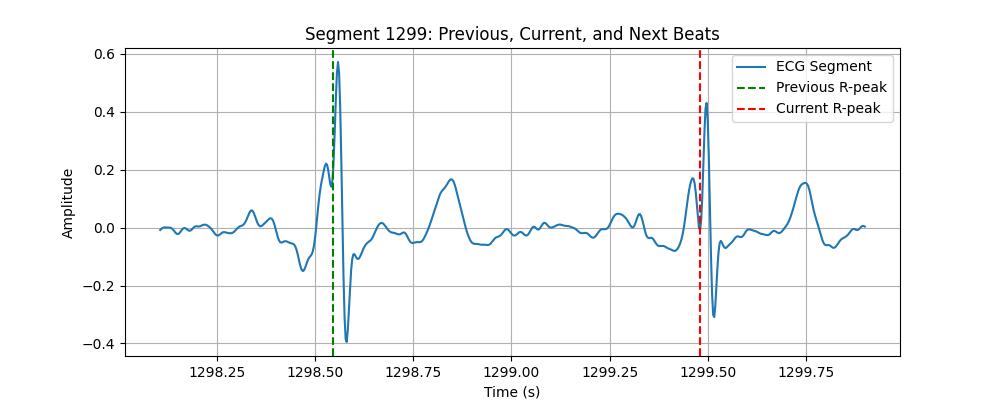 Segment 1299: Previous, Current, and Next Beats
ECG Segment
Previous R-peak
Current R-peak
Amplitude
0.6
0.4
0.2
0.0
−0.2
−0.4
1298.25 1298.50 1298.75 1299.00 1299.25 1299.50 1299.75
Time (s)